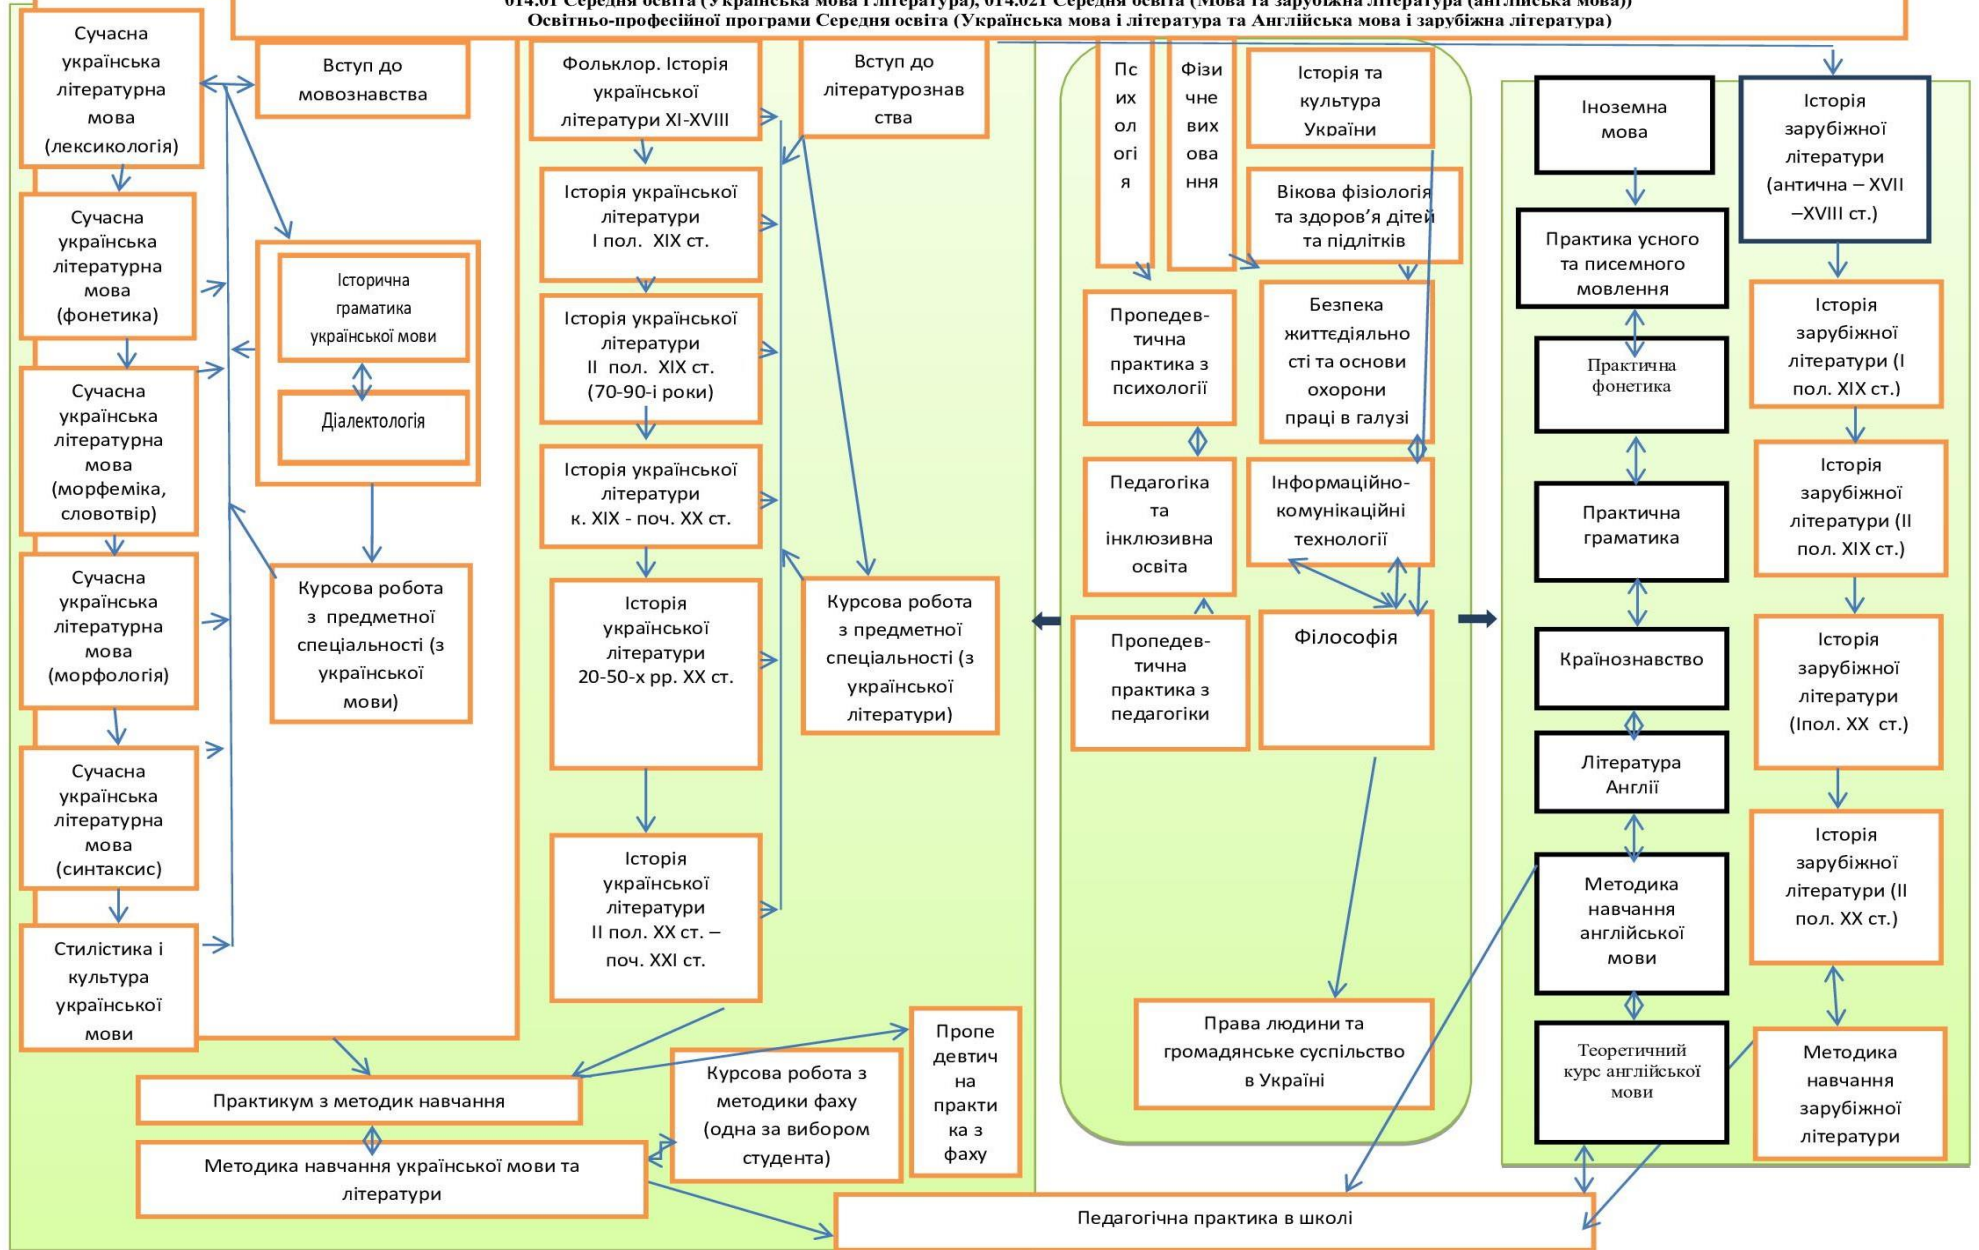 014.01 Середня освіта (Українська мова і література), 014.021 Середня освіта (Мова та зарубіжна література (англійська мова))
Освітньо-професійної програми Середня освіта (Українська мова і література та Англійська мова і зарубіжна література)
Сучасна
українська
літературна
мова
(лексикологія)
Сучасна
українська
літературна
мова
(фонетика)
Сучасна
українська
літературна
мова
(морфеміка,
словотвір)
Сучасна
українська
літературна
мова
(морфологія)
Сучасна
українська
літературна
мова
(синтаксис)
Стилістика і
культура
української
мови
Вступ до
мовознавства
Історична
граматика
української мови
Діалектологія
Курсова робота
з предметної
спеціальності (з
української
мови)
Фольклор. Історія
української
літератури XI-XVIII
Історія української
літератури
І пол. XIX ст.
Історія української
літератури
ІІ пол. XIX ст.
(70-90-і роки)
Історія української
літератури
к. XIX - поч. XX ст.
Історія
української
літератури
20-50-х рр. XX ст.
Історія
української
літератури
ІІ пол. XX ст. –
поч. XXI ст.
Вступ до
літературознав
ства
Курсова робота
з предметної
спеціальності (з
української
літератури)
Практикум з методик навчання
Методика навчання української мови та
літератури
Курсова робота з
методики фаху
(одна за вибором
студента)
Пропе
девтич
на
практи
ка з
фаху
Пс
их
ол
огі
я
Фізи
чне
вих
ова
ння
Історія та
культура
України
Вікова фізіологія
та здоров’я дітей
та підлітків
Пропедев-
тична
практика з
психології
Безпека
життєдіяльно
сті та основи
охорони
праці в галузі
Педагогіка
та
інклюзивна
освіта
Інформаційно-
комунікаційні
технології
Пропедев-
тична
практика з
педагогіки
Філософія
Права людини та
громадянське суспільство
в Україні
Іноземна
мова
Практика усного
та писемного
мовлення
Практична
фонетика
Практична
граматика
Країнознавство
Література
Англії
Методика
навчання
англійської
мови
Теоретичний
курс англійської
мови
Історія
зарубіжної
літератури
(антична – XVII
–XVIII ст.)
Історія
зарубіжної
літератури (І
пол. XIX ст.)
Історія
зарубіжної
літератури (ІІ
пол. XIX ст.)
Історія
зарубіжної
літератури
(Іпол. XX ст.)
Історія
зарубіжної
літератури (ІІ
пол. XX ст.)
Методика
навчання
зарубіжної
літератури
Педагогічна практика в школі